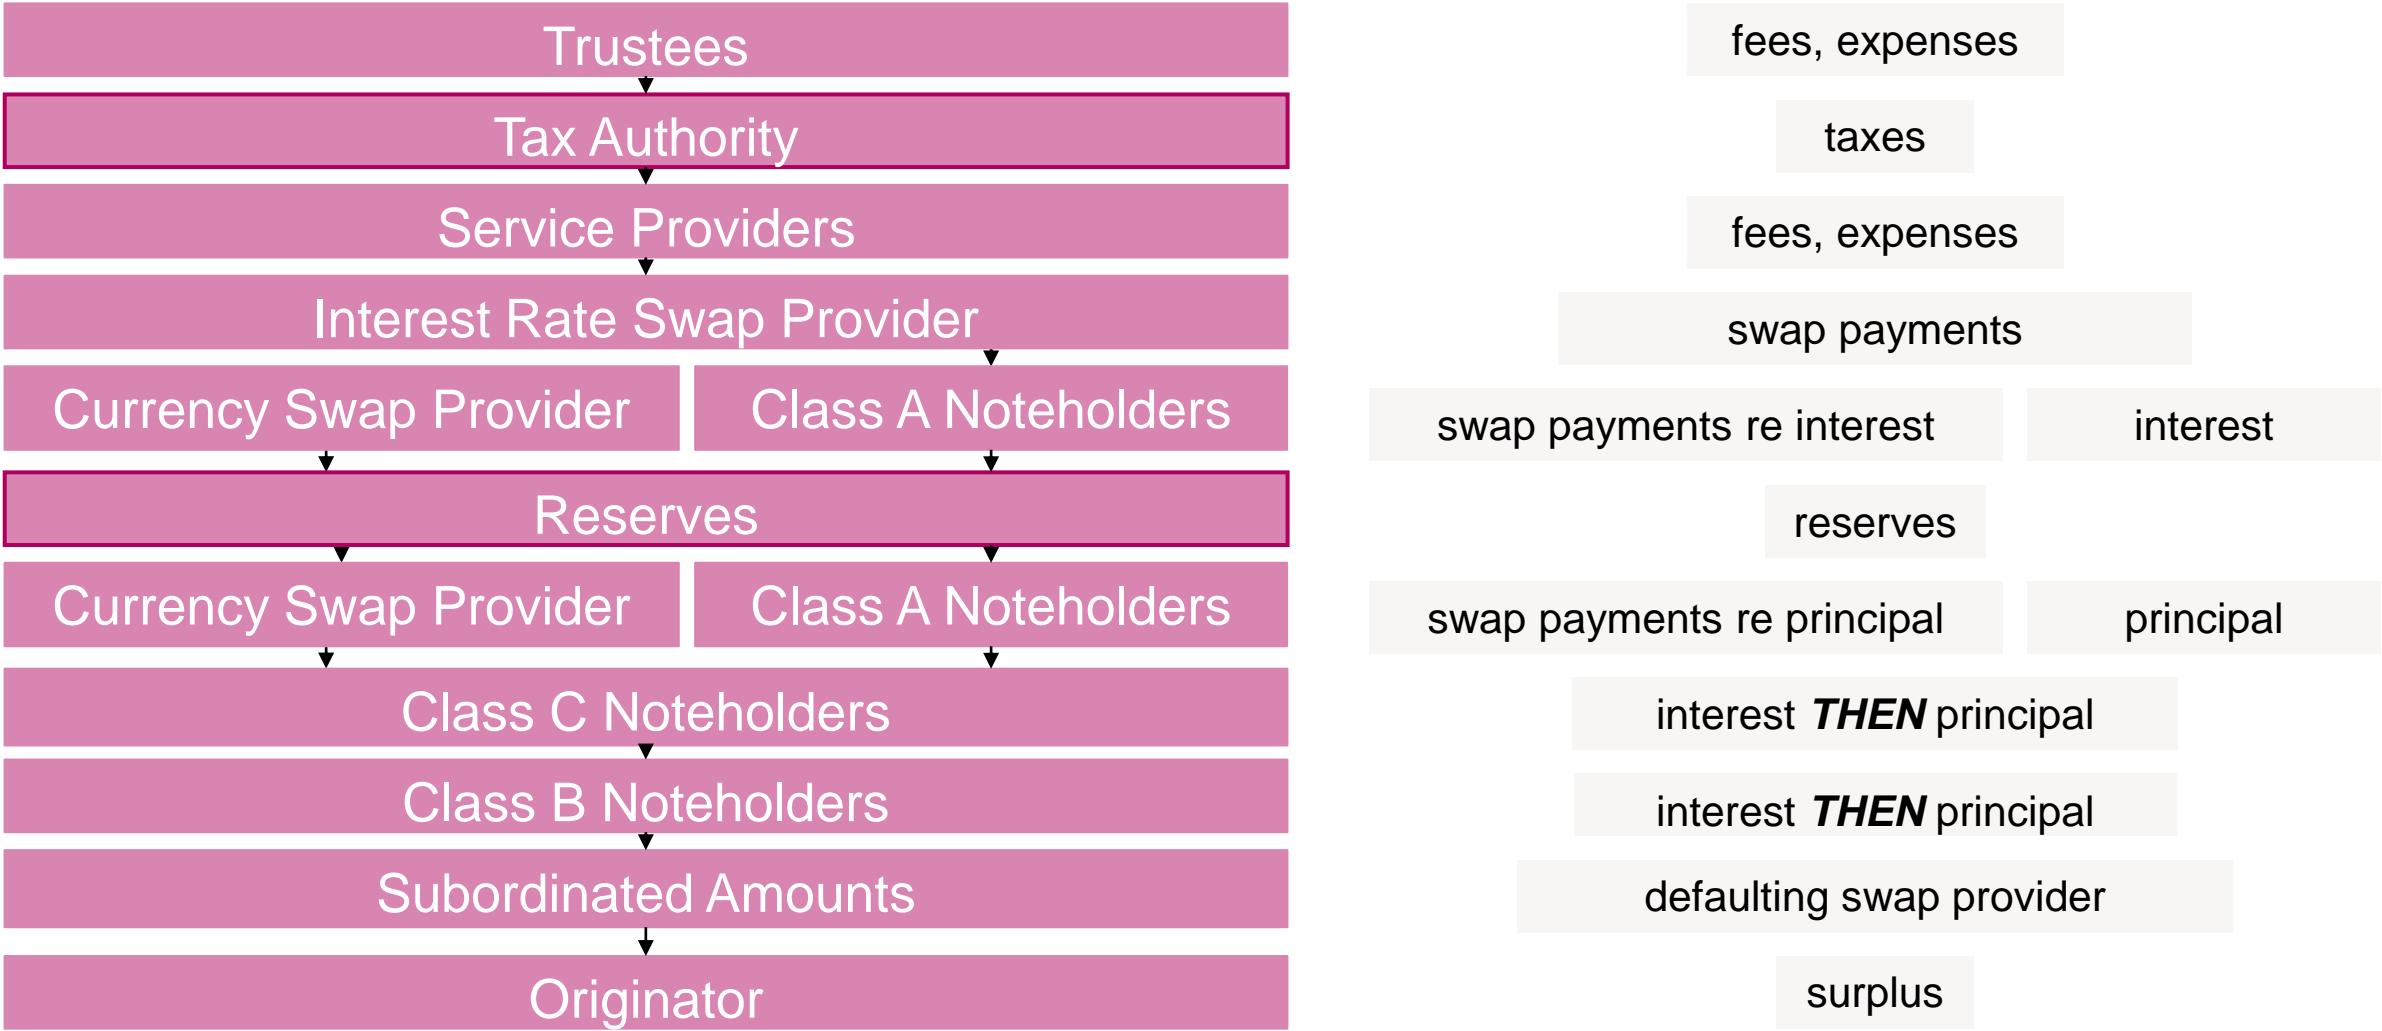 Trustees
fees, expenses
Tax Authority
taxes
Service Providers
fees, expenses
Interest Rate Swap Provider
swap payments
Currency Swap Provider
Class A Noteholders
swap payments re interest
interest
Reserves
reserves
Currency Swap Provider
Class A Noteholders
swap payments re principal
principal
Class C Noteholders
interest THEN principal
Class B Noteholders
interest THEN principal
Subordinated Amounts
defaulting swap provider
Originator
surplus